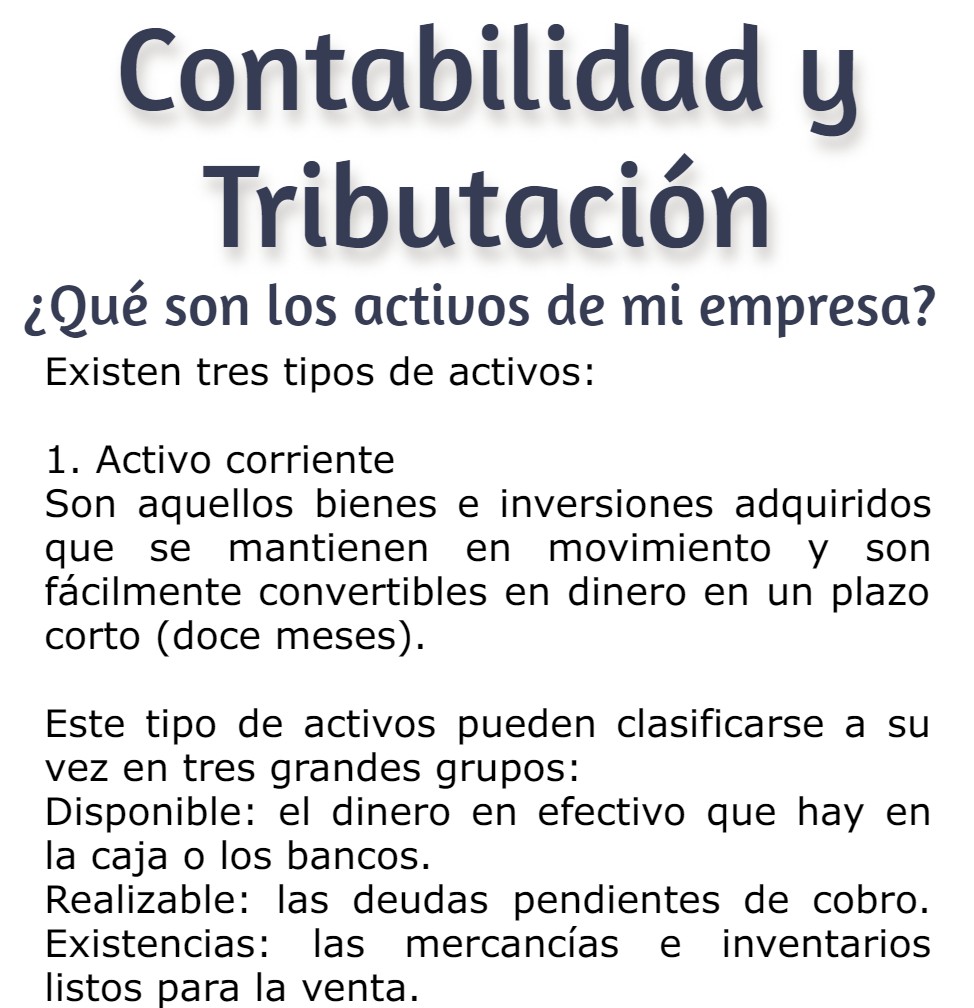 Contabilidad y
Tributación
¿Qué son los activos de mi empresa?
Existen tres tipos de activos:
1. Activo corriente
Son aquellos bienes e inversiones adquiridos
que se mantienen en movimiento y son
fácilmente convertibles en dinero en un plazo
corto (doce meses).
Este tipo de activos pueden clasificarse a su
vez en tres grandes grupos:
Disponible: el dinero en efectivo que hay en
la caja o los bancos.
Realizable: las deudas pendientes de cobro.
Existencias: las mercancías e inventarios
listos para la venta.